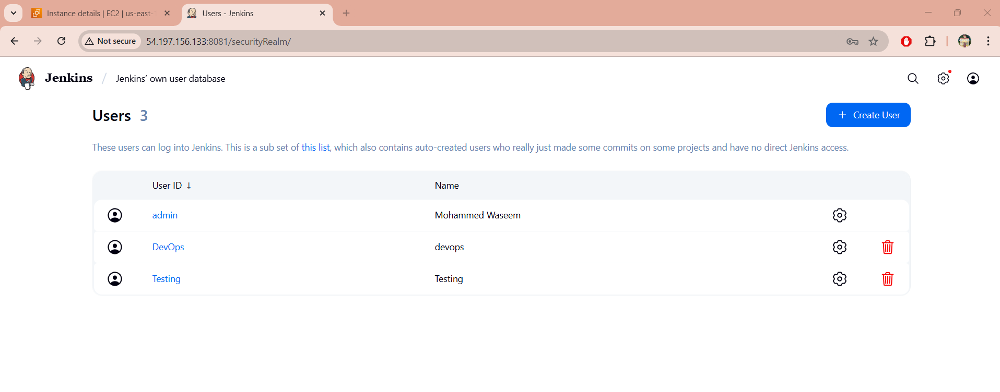 Instance details | EC2 | us-east-
Users - Jenkins
Not secure
54.197.156.133:8081/securityRealm/
Jenkins / Jenkins' own user database
Users 3
Create User
These users can log into Jenkins. This is a sub set of this list, which also contains auto-created users who really just made some commits on some projects and have no direct Jenkins access.
User ID ↓ Name
admin Mohammed Waseem
DevOps devops
Testing Testing